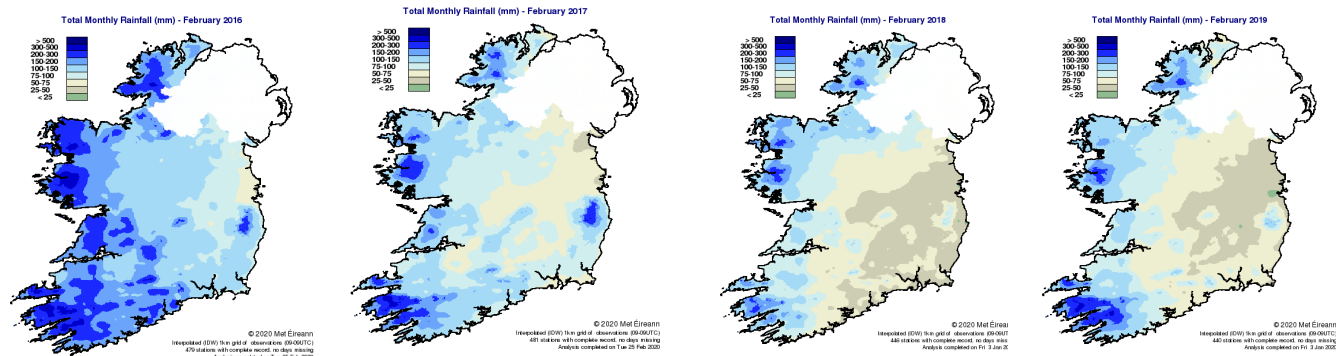 Total Monthly Rainfall (mm) - February 2016
> 500
300-500
200-300
150-200
100-150
75-100
50-75
25-50
< 25
© 2020 Met Éireann
Interpolated (IDW) 1km grid of observations (09-09UTC)
479 stations with complete record, no days missing
Total Monthly Rainfall (mm) - February 2017
> 500
300-500
200-300
150-200
100-150
75-100
50-75
25-50
< 25
© 2020 Met Éireann
Interpolated (IDW) 1km grid of observations (09-09UTC)
481 stations with complete record, no days missing
Analysis completed on Tue 25 Feb 2020
Total Monthly Rainfall (mm) - February 2018
> 500
300-500
200-300
150-200
100-150
75-100
50-75
25-50
< 25
© 2020 Met Éireann
Interpolated (IDW) 1km grid of observations (09-09UT
446 stations with complete record, no days miss
Analysis completed on Fri 3 Jan 20
Total Monthly Rainfall (mm) - February 2019
> 500
300-500
200-300
150-200
100-150
75-100
50-75
25-50
< 25
© 2020 Met Éireann
Interpolated (IDW) 1km grid of observations (09-09UTC)
440 stations with complete record, no days missing
Analysis completed on Fri 3 Jan 2020